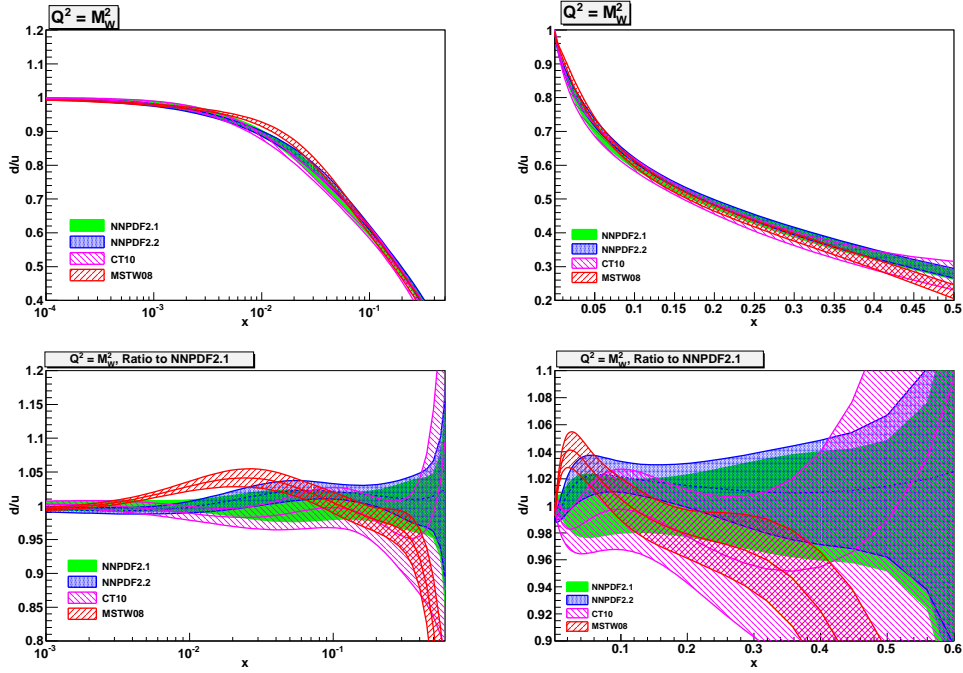 Q² = M²_W
d/u
1.2
1.1
1
0.9
0.8
0.7
0.6
0.5
0.4
NNPDF2.1
NNPDF2.2
CT10
MSTW08
10⁻⁴
10⁻³
10⁻²
10⁻¹
x
Q² = M²_W
d/u
1
0.9
0.8
0.7
0.6
0.5
0.4
0.3
0.2
NNPDF2.1
NNPDF2.2
CT10
MSTW08
0.05 0.1 0.15 0.2 0.25 0.3 0.35 0.4 0.45 0.5
x
Q² = M²_W, Ratio to NNPDF2.1
d/u
1.2
1.15
1.1
1.05
1
0.95
0.9
0.85
0.8
NNPDF2.1
NNPDF2.2
CT10
MSTW08
10⁻³
10⁻²
10⁻¹
x
Q² = M²_W, Ratio to NNPDF2.1
d/u
1.1
1.08
1.06
1.04
1.02
1
0.98
0.96
0.94
0.92
0.9
NNPDF2.1
NNPDF2.2
CT10
MSTW08
0.1 0.2 0.3 0.4 0.5 0.6
x